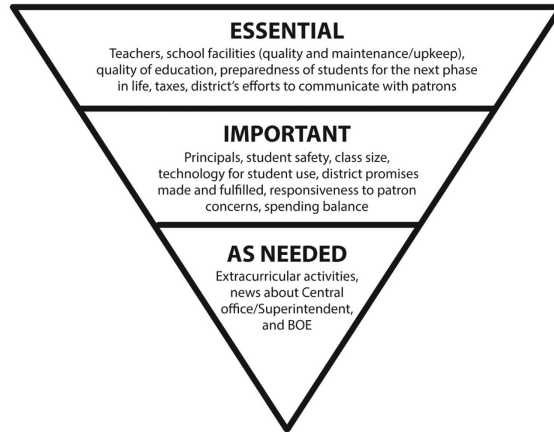 ESSENTIAL
Teachers, school facilities (quality and maintenance/upkeep),
quality of education, preparedness of students for the next phase
in life, taxes, district’s efforts to communicate with patrons
IMPORTANT
Principals, student safety, class size,
technology for student use, district promises
made and fulfilled, responsiveness to patron
concerns, spending balance
AS NEEDED
Extracurricular activities,
news about Central
office/Superintendent,
and BOE